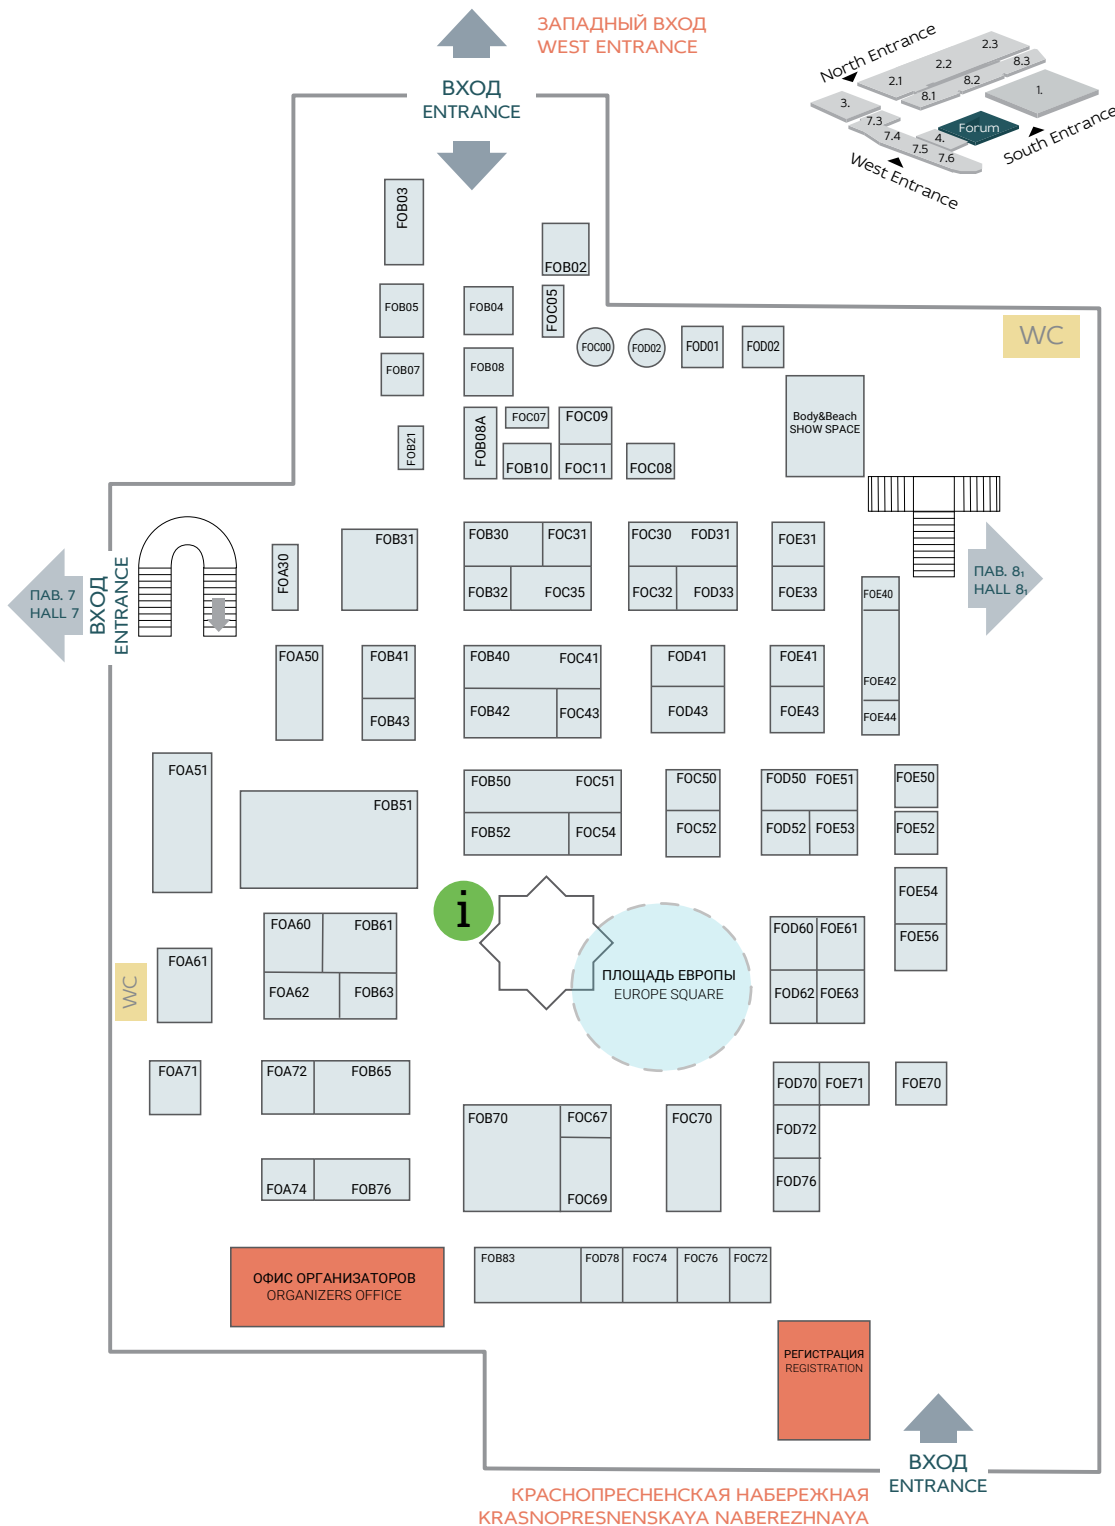 ЗАПАДНЫЙ ВХОД
WEST ENTRANCE
ВХОД
ENTRANCE
North Entrance
South Entrance
West Entrance
2.3
2.2
2.1
8.3
8.2
8.1
1.
3.
7.3
7.4
4.
7.5
7.6
Forum
WC
FOB03
FOB02
FOB05
FOB04
FOC05
FOC00
FOD02
FOD01
FOD02
FOB07
FOB08
Body&Beach
SHOW SPACE
FOB21
FOB08A
FOC07
FOC09
FOB10
FOC11
FOC08
ПАВ. 7
HALL 7
ВХОД
ENTRANCE
ПАВ. 8₁
HALL 8₁
FOA30
FOB31
FOB30
FOC31
FOC30
FOD31
FOE31
FOB32
FOC35
FOC32
FOD33
FOE33
FOE40
FOE42
FOE44
FOA50
FOB41
FOB40
FOC41
FOD41
FOE41
FOB43
FOB42
FOC43
FOD43
FOE43
FOA51
FOB51
FOB50
FOC51
FOC50
FOD50
FOE51
FOE50
FOB52
FOC54
FOC52
FOD52
FOE53
FOE52
FOE54
FOE56
i
ПЛОЩАДЬ ЕВРОПЫ
EUROPE SQUARE
FOA60
FOB61
FOD60
FOE61
WC
FOA61
FOA62
FOB63
FOD62
FOE63
FOA71
FOA72
FOB65
FOD70
FOE71
FOE70
FOB70
FOC67
FOC70
FOD72
FOA74
FOB76
FOC69
FOD76
ОФИС ОРГАНИЗАТОРОВ
ORGANIZERS OFFICE
FOB83
FOD78
FOC74
FOC76
FOC72
РЕГИСТРАЦИЯ
REGISTRATION
ВХОД
ENTRANCE
КРАСНОПРЕСНЕНСКАЯ НАБЕРЕЖНАЯ
KRASNOPRESNENSKAYA NABEREZHNAYA